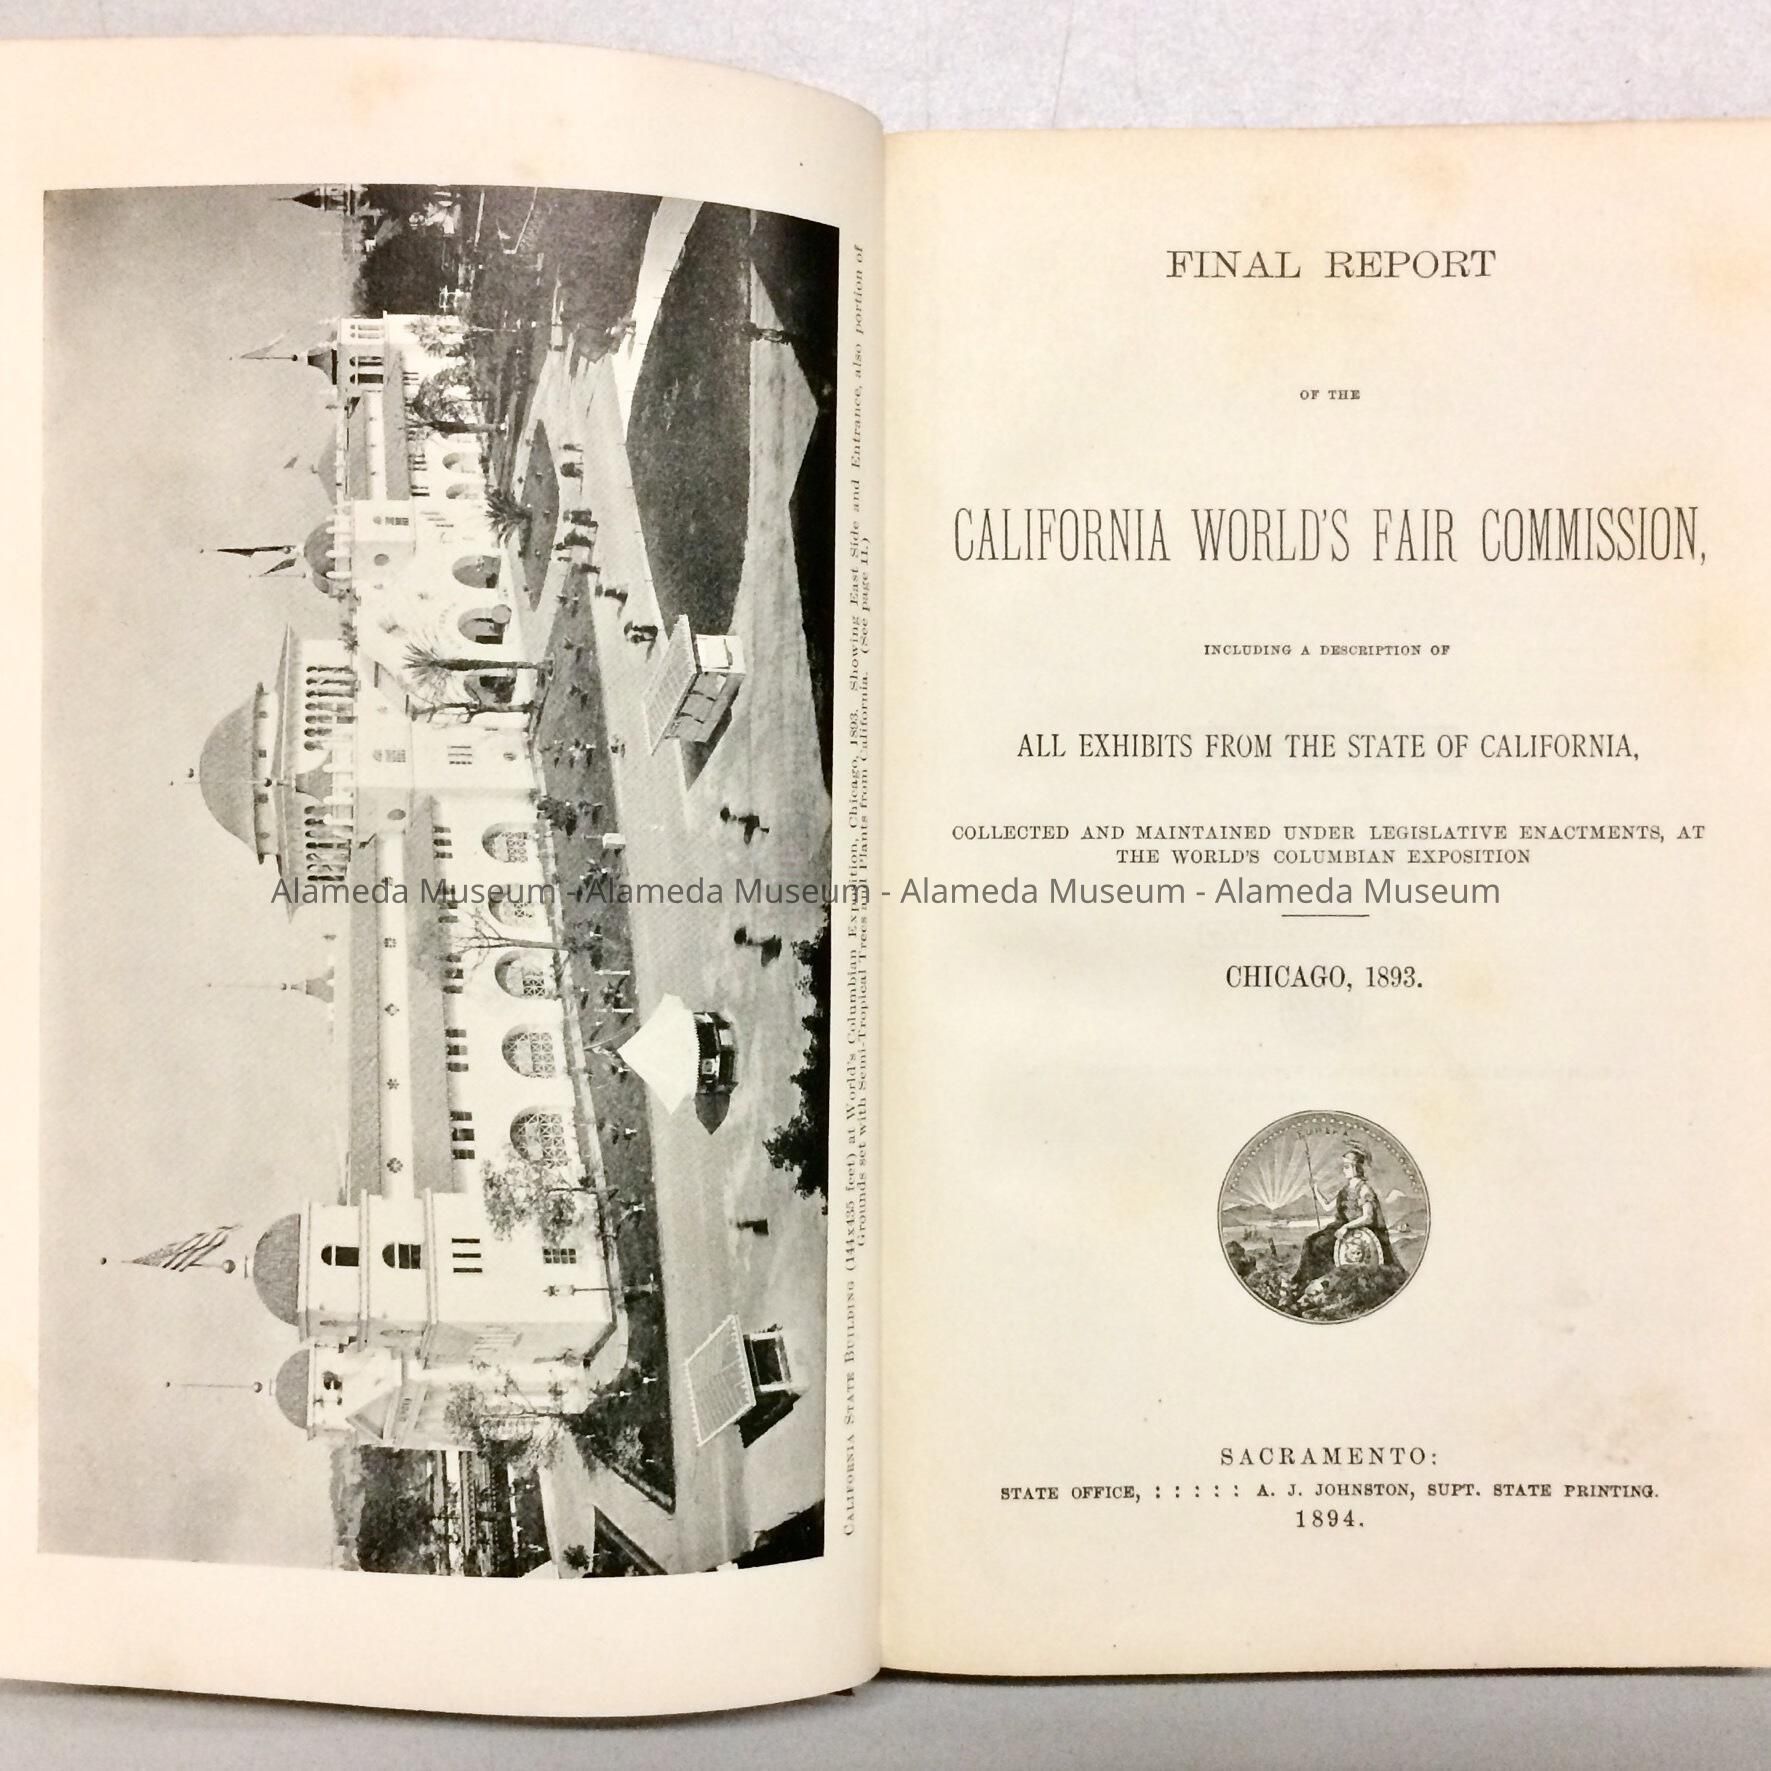 CALIFORNIA STATE BUILDING (144x435 feet) at World's Columbian Exposition, Chicago, 1893. Showing East Side and Entrance, also portion of
Grounds set with Semi-Tropical Trees and Plants from California. (See page 11.)
FINAL REPORT
OF THE
CALIFORNIA WORLD'S FAIR COMMISSION,
INCLUDING A DESCRIPTION OF
ALL EXHIBITS FROM THE STATE OF CALIFORNIA,
COLLECTED AND MAINTAINED UNDER LEGISLATIVE ENACTMENTS, AT
THE WORLD'S COLUMBIAN EXPOSITION
Alameda Museum - Alameda Museum - Alameda Museum - Alameda Museum
CHICAGO, 1893.
EUREKA
SACRAMENTO:
STATE OFFICE, : : : : : A. J. JOHNSTON, SUPT. STATE PRINTING.
1894.